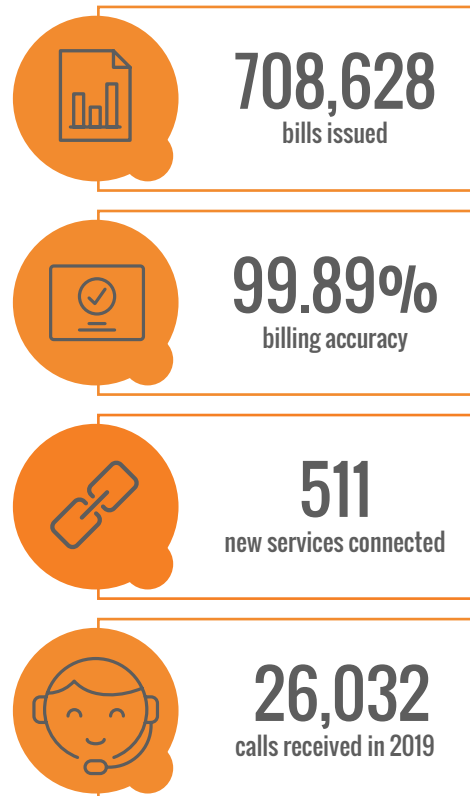 708,628
bills issued
99.89%
billing accuracy
511
new services connected
26,032
calls received in 2019